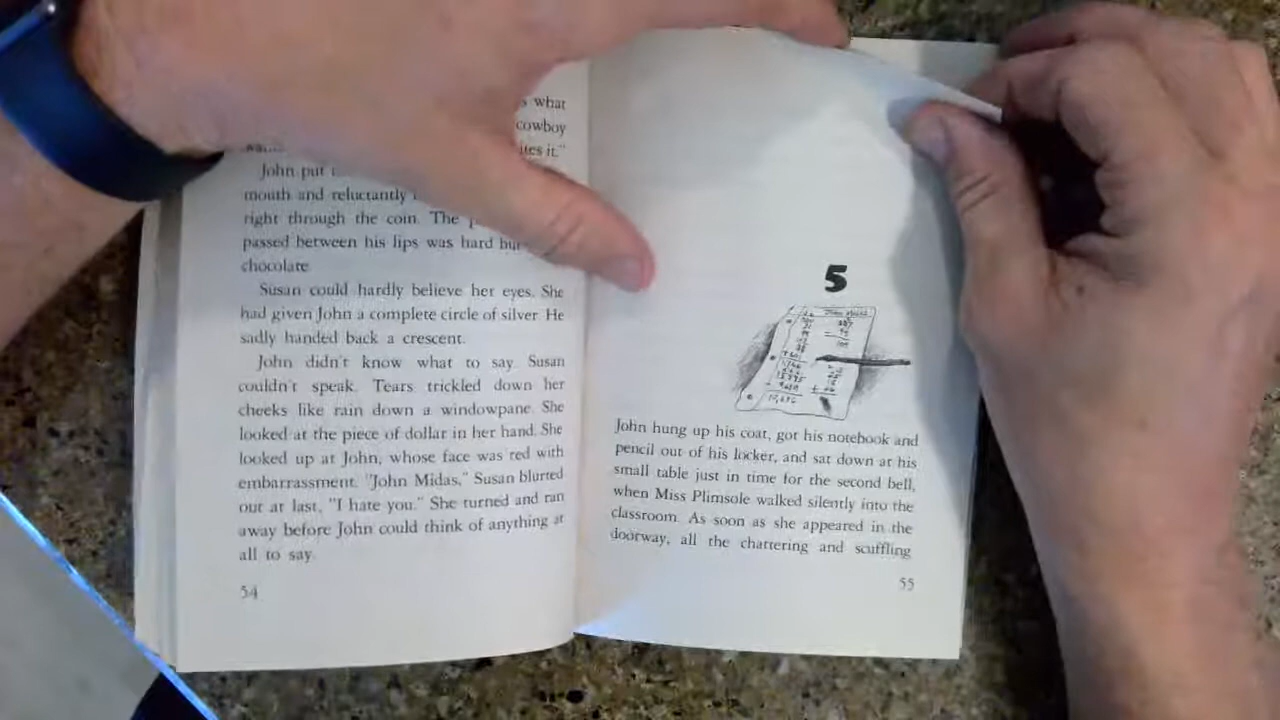 what
cowboy
it."
John put
mouth and reluctantly
right through the coin. The
passed between his lips was hard
chocolate.
Susan could hardly believe her eyes. She
had given John a complete circle of silver. He
sadly handed back a crescent.
John didn't know what to say. Susan
couldn't speak. Tears trickled down her
cheeks like rain down a windowpane. She
looked at the piece of dollar in her hand. She
looked up at John, whose face was red with
embarrassment. "John Midas," Susan blurted
out at last, "I hate you." She turned and ran
away before John could think of anything at
all to say.
54
5
John hung up his coat, got his notebook and
pencil out of his locker, and sat down at his
small table just in time for the second bell,
when Miss Plimsole walked silently into the
classroom. As soon as she appeared in the
doorway, all the chattering and scuffling
55